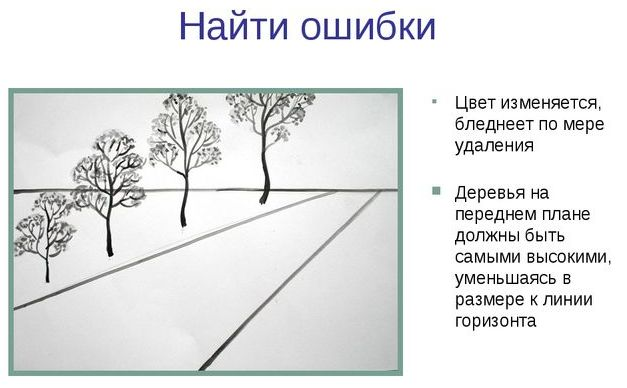 Найти ошибки
Цвет изменяется,
бледнеет по мере
удаления
Деревья на
переднем плане
должны быть
самыми высокими,
уменьшаясь в
размере к линии
горизонта